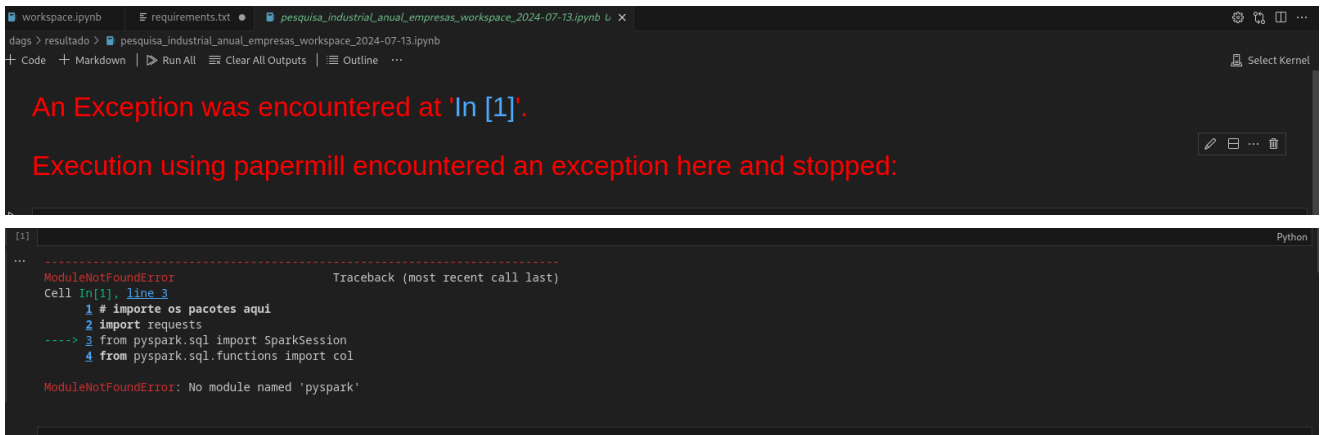 workspace.ipynb requirements.txt ● pesquisa_industrial_anual_empresas_workspace_2024-07-13.ipynb U ×
dags > resultado > pesquisa_industrial_anual_empresas_workspace_2024-07-13.ipynb
+ Code + Markdown | Run All Clear All Outputs | Outline ··· Select Kernel
An Exception was encountered at 'In [1]'.
Execution using papermill encountered an exception here and stopped:
[1] Python
---------------------------------------------------------------------------
ModuleNotFoundError Traceback (most recent call last)
Cell In[1], line 3
1 # importe os pacotes aqui
2 import requests
----> 3 from pyspark.sql import SparkSession
4 from pyspark.sql.functions import col
ModuleNotFoundError: No module named 'pyspark'